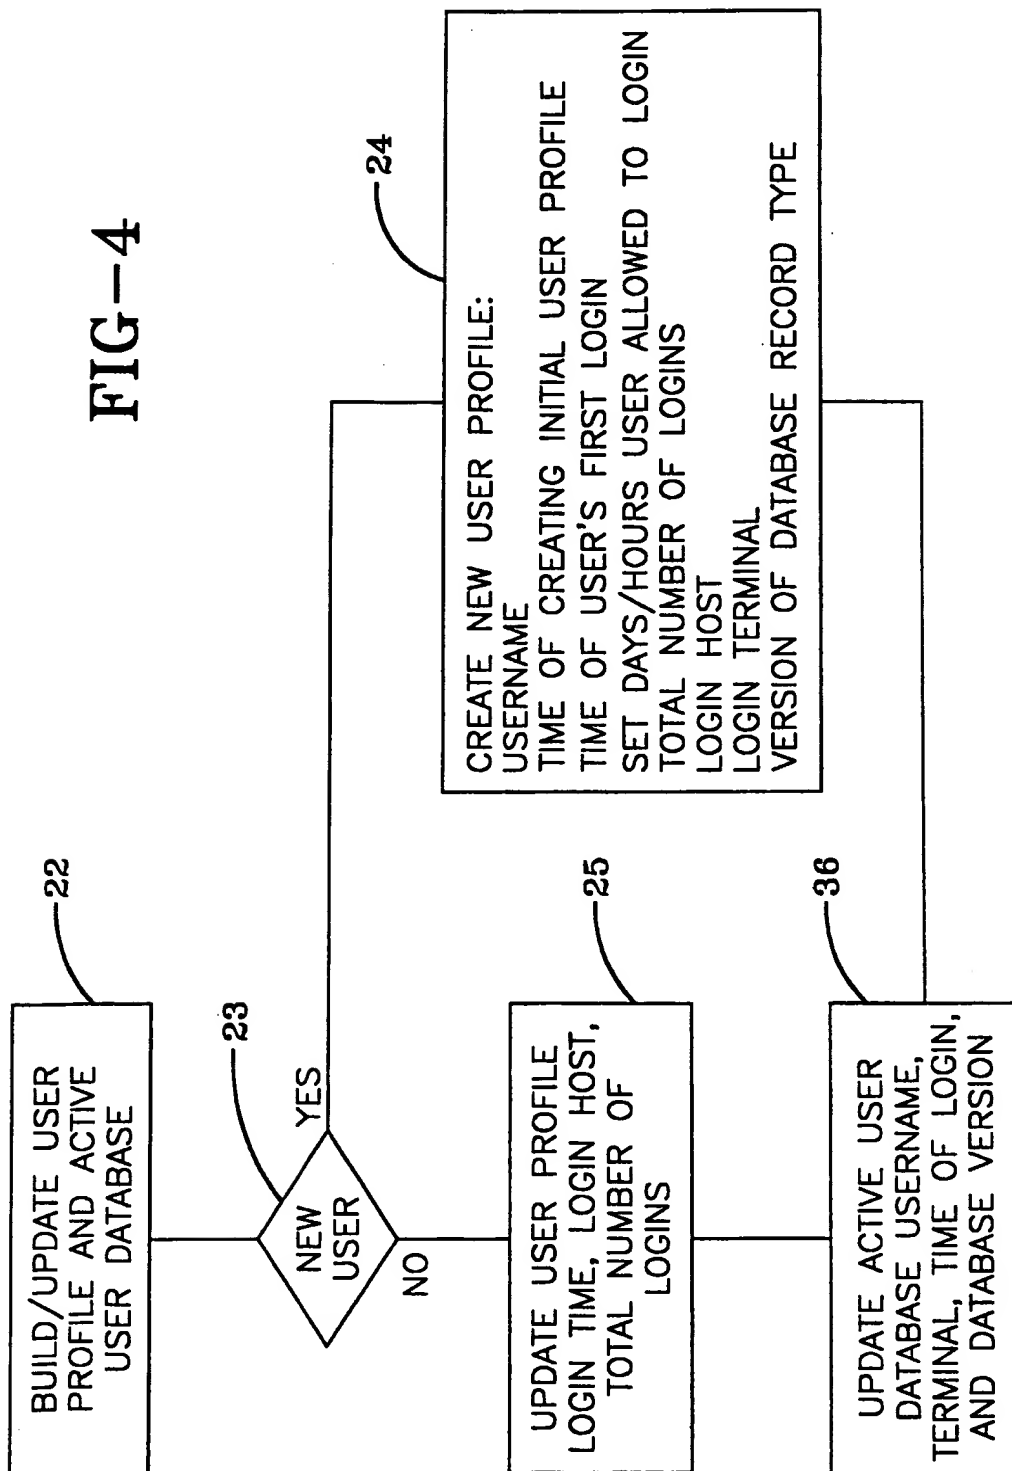 FIG-4
22
BUILD/UPDATE USER
PROFILE AND ACTIVE
USER DATABASE
23
NEW
USER
YES
NO
24
CREATE NEW USER PROFILE:
USERNAME
TIME OF CREATING INITIAL USER PROFILE
TIME OF USER'S FIRST LOGIN
SET DAYS/HOURS USER ALLOWED TO LOGIN
TOTAL NUMBER OF LOGINS
LOGIN HOST
LOGIN TERMINAL
VERSION OF DATABASE RECORD TYPE
25
UPDATE USER PROFILE
LOGIN TIME, LOGIN HOST,
TOTAL NUMBER OF
LOGINS
36
UPDATE ACTIVE USER
DATABASE USERNAME,
TERMINAL, TIME OF LOGIN,
AND DATABASE VERSION